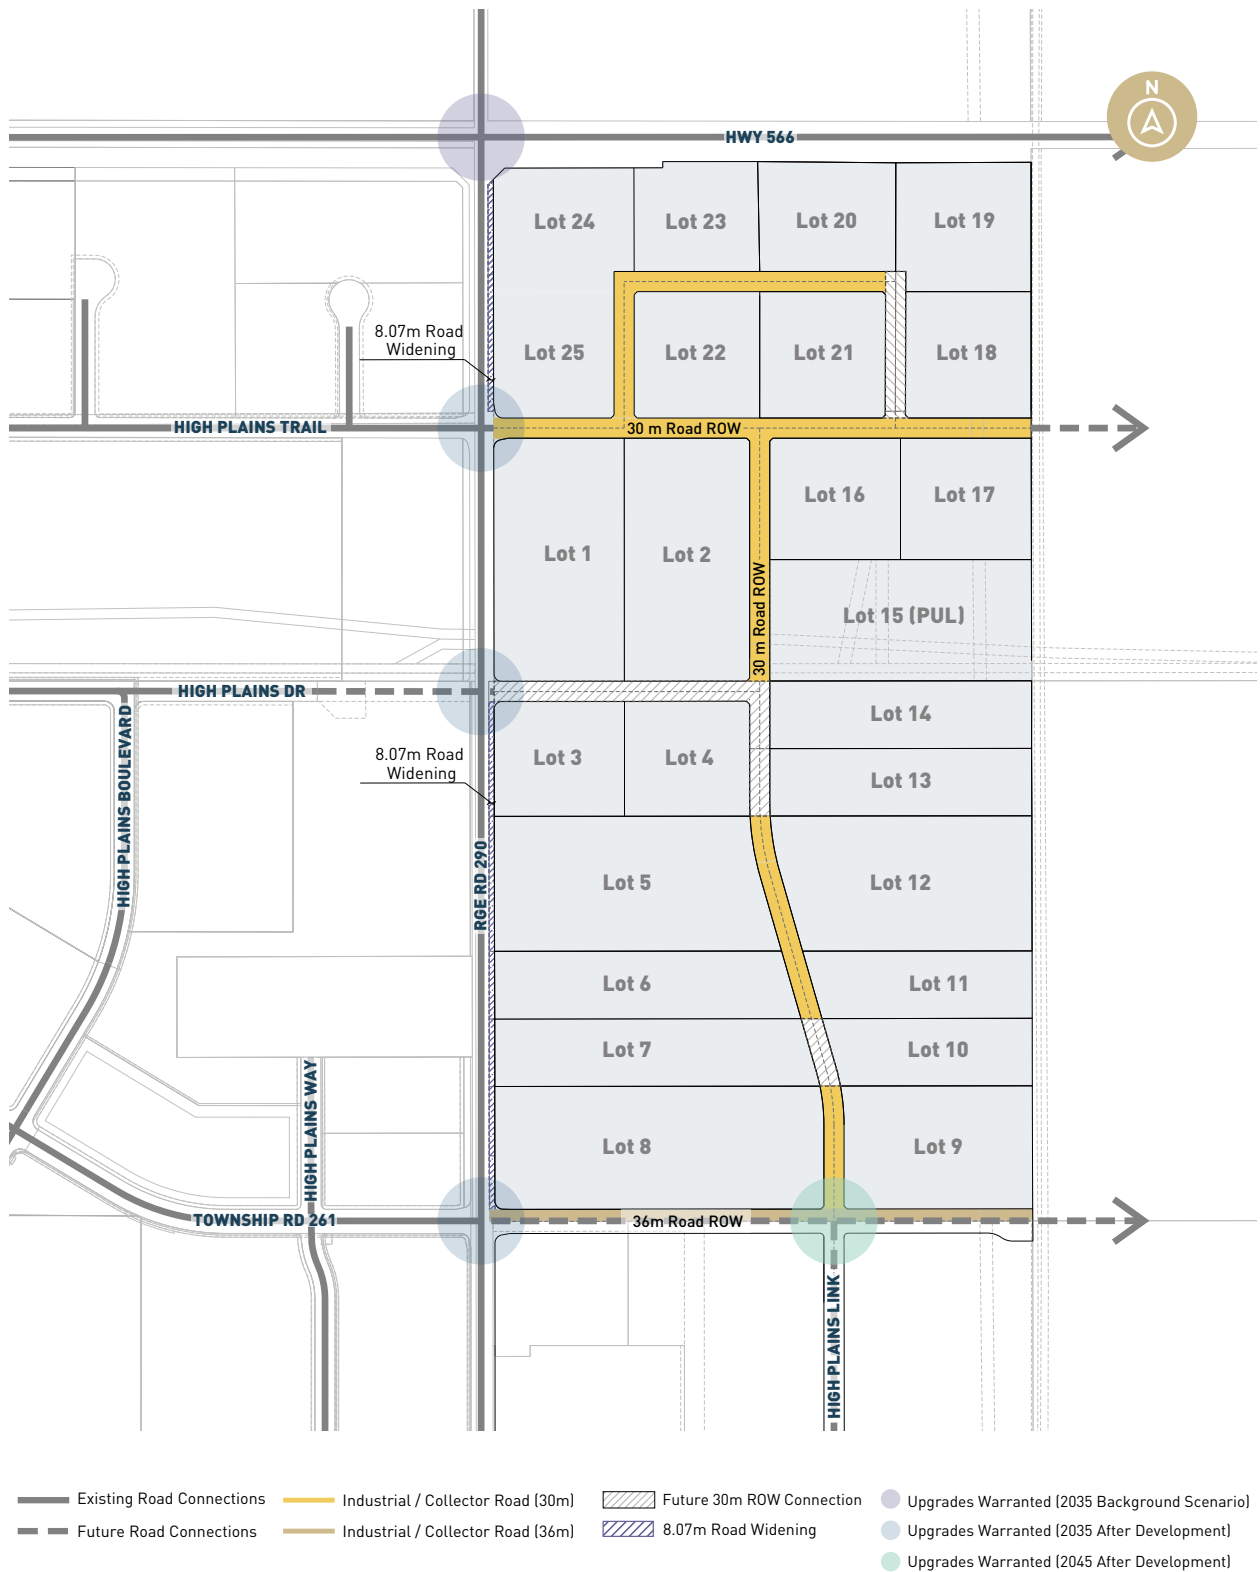 N
HWY 566
Lot 24
Lot 23
Lot 20
Lot 19
8.07m Road
Widening
Lot 25
Lot 22
Lot 21
Lot 18
HIGH PLAINS TRAIL
30 m Road ROW
Lot 16
Lot 17
Lot 1
Lot 2
30 m Road ROW
Lot 15 (PUL)
HIGH PLAINS DR
HIGH PLAINS BOULEVARD
Lot 14
8.07m Road
Widening
Lot 3
Lot 4
Lot 13
RGE RD 290
Lot 5
Lot 12
Lot 6
Lot 11
Lot 7
Lot 10
HIGH PLAINS WAY
Lot 8
Lot 9
TOWNSHIP RD 261
36m Road ROW
HIGH PLAINS LINK
Existing Road Connections
Future Road Connections
Industrial / Collector Road (30m)
Industrial / Collector Road (36m)
Future 30m ROW Connection
8.07m Road Widening
Upgrades Warranted (2035 Background Scenario)
Upgrades Warranted (2035 After Development)
Upgrades Warranted (2045 After Development)